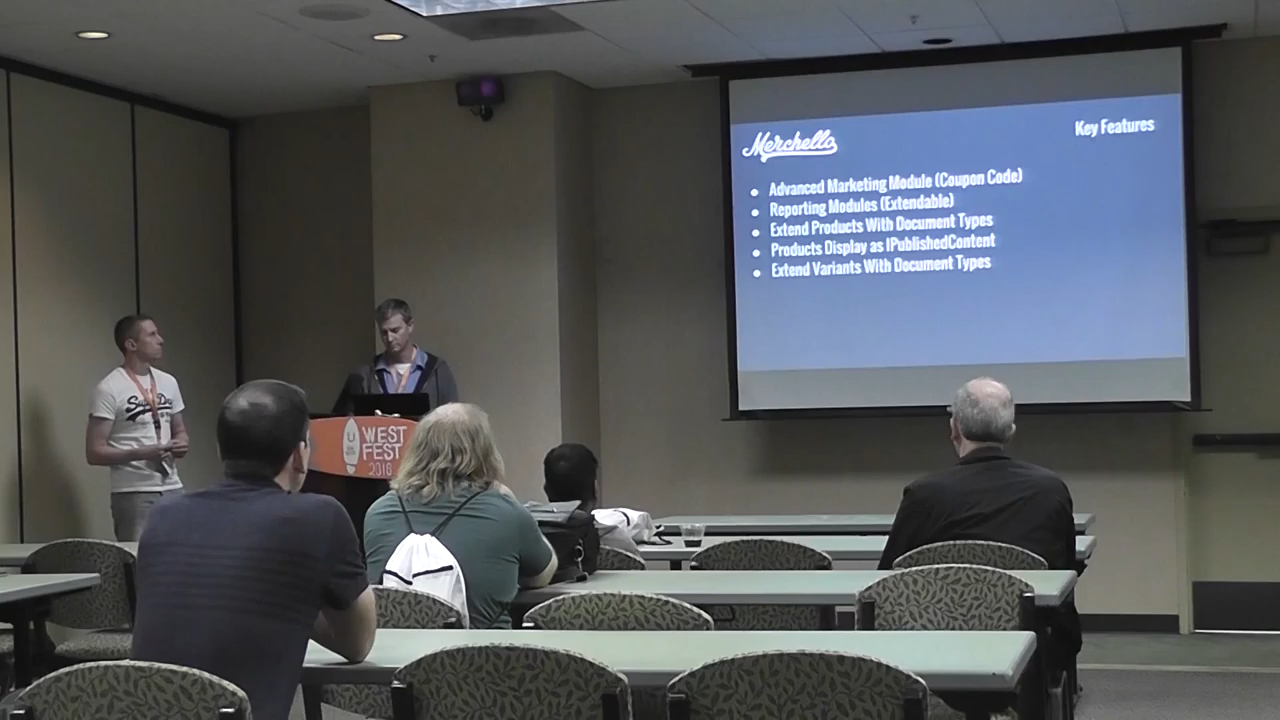 Merchello
Key Features
Advanced Marketing Module (Coupon Code)
Reporting Modules (Extendable)
Extend Products With Document Types
Products Display as IPublishedContent
Extend Variants With Document Types
U
WEST
FEST
2016